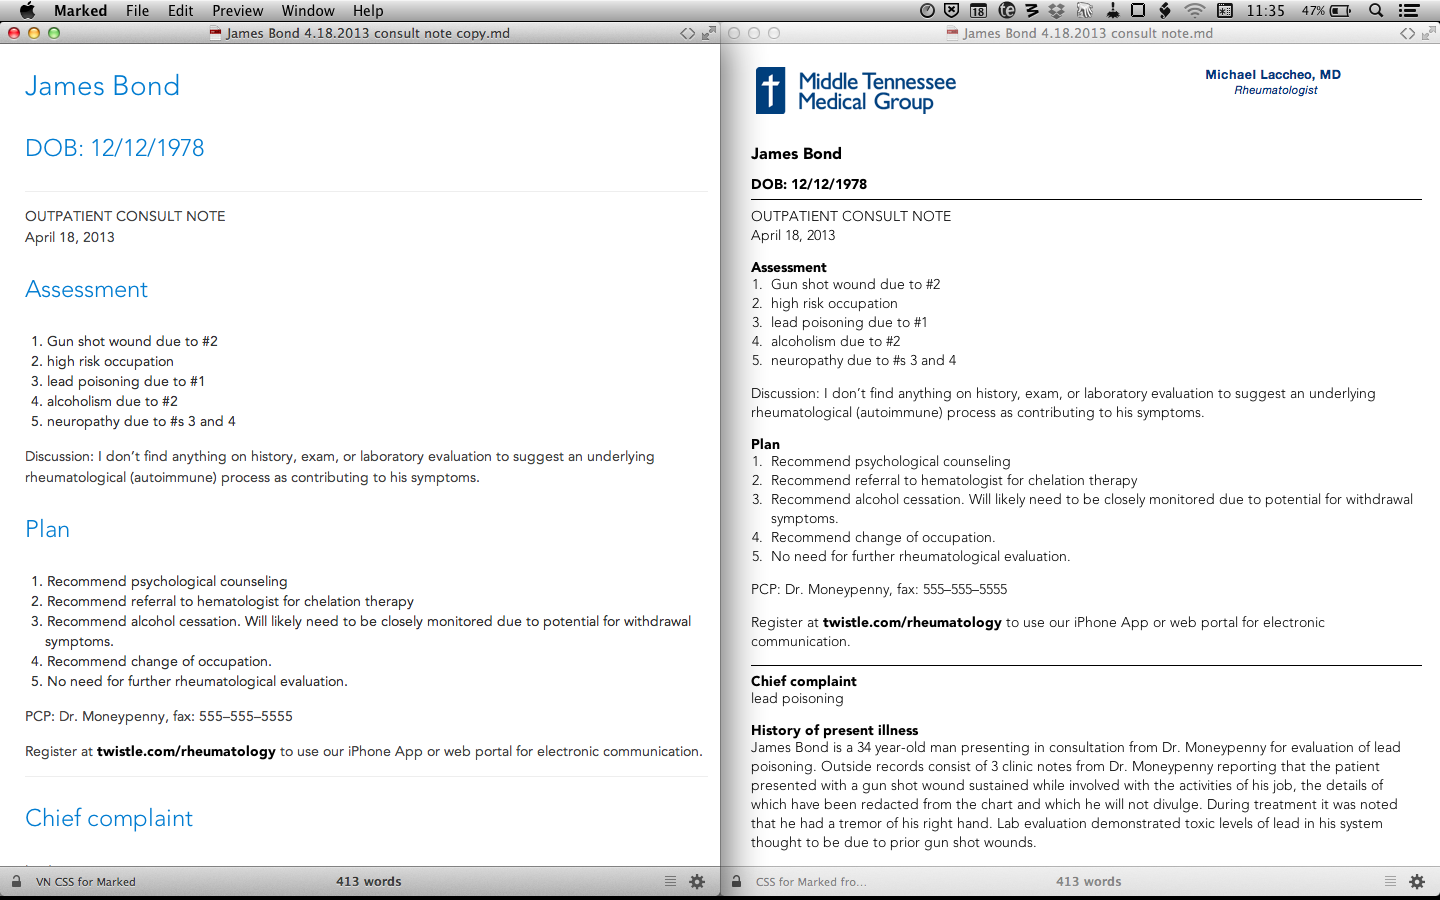 Marked File Edit Preview Window Help
18 11:35 47%
James Bond 4.18.2013 consult note copy.md
James Bond
DOB: 12/12/1978
OUTPATIENT CONSULT NOTE
April 18, 2013
Assessment
1. Gun shot wound due to #2
2. high risk occupation
3. lead poisoning due to #1
4. alcoholism due to #2
5. neuropathy due to #s 3 and 4
Discussion: I don’t find anything on history, exam, or laboratory evaluation to suggest an underlying
rheumatological (autoimmune) process as contributing to his symptoms.
Plan
1. Recommend psychological counseling
2. Recommend referral to hematologist for chelation therapy
3. Recommend alcohol cessation. Will likely need to be closely monitored due to potential for withdrawal
symptoms.
4. Recommend change of occupation.
5. No need for further rheumatological evaluation.
PCP: Dr. Moneypenny, fax: 555–555–5555
Register at twistle.com/rheumatology to use our iPhone App or web portal for electronic communication.
Chief complaint
VN CSS for Marked
413 words
James Bond 4.18.2013 consult note.md
Middle Tennessee
Medical Group
Michael Laccheo, MD
Rheumatologist
James Bond
DOB: 12/12/1978
OUTPATIENT CONSULT NOTE
April 18, 2013
Assessment
1. Gun shot wound due to #2
2. high risk occupation
3. lead poisoning due to #1
4. alcoholism due to #2
5. neuropathy due to #s 3 and 4
Discussion: I don’t find anything on history, exam, or laboratory evaluation to suggest an underlying
rheumatological (autoimmune) process as contributing to his symptoms.
Plan
1. Recommend psychological counseling
2. Recommend referral to hematologist for chelation therapy
3. Recommend alcohol cessation. Will likely need to be closely monitored due to potential for withdrawal
symptoms.
4. Recommend change of occupation.
5. No need for further rheumatological evaluation.
PCP: Dr. Moneypenny, fax: 555–555–5555
Register at twistle.com/rheumatology to use our iPhone App or web portal for electronic
communication.
Chief complaint
lead poisoning
History of present illness
James Bond is a 34 year-old man presenting in consultation from Dr. Moneypenny for evaluation of lead
poisoning. Outside records consist of 3 clinic notes from Dr. Moneypenny reporting that the patient
presented with a gun shot wound sustained while involved with the activities of his job, the details of
which have been redacted from the chart and which he will not divulge. During treatment it was noted
that he had a tremor of his right hand. Lab evaluation demonstrated toxic levels of lead in his system
thought to be due to prior gun shot wounds.
CSS for Marked fro...
413 words